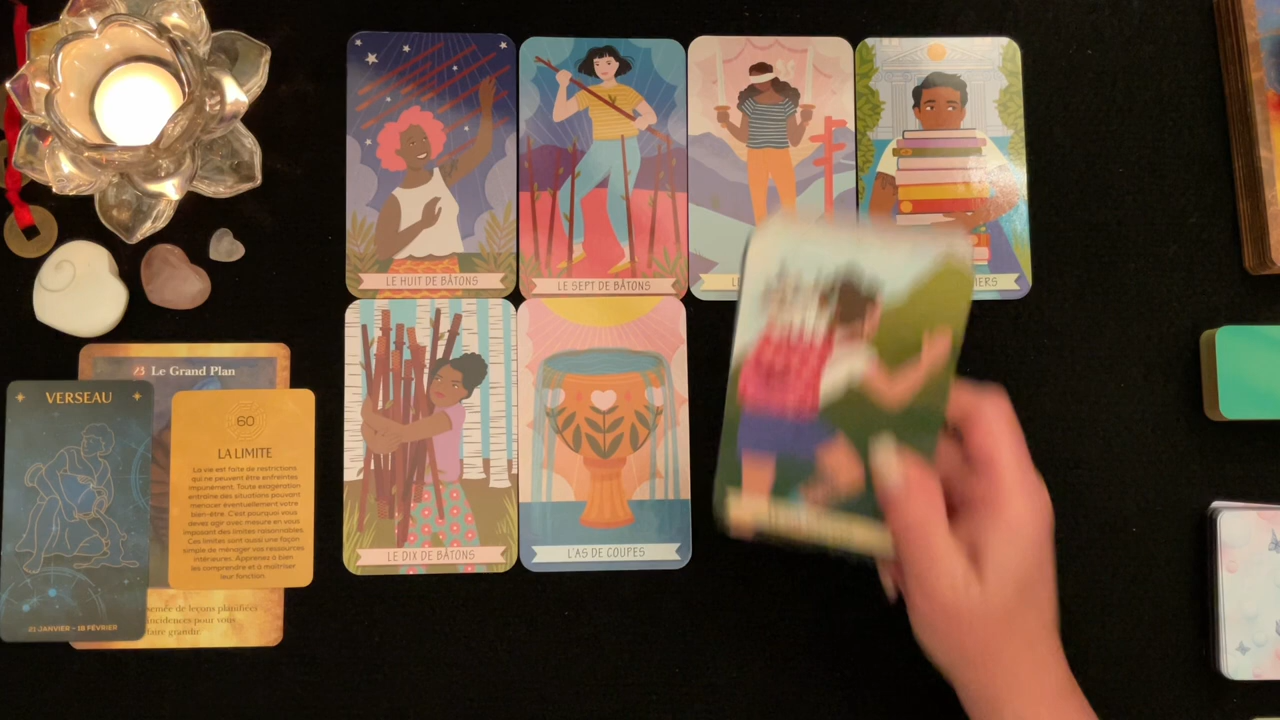 LE HUIT DE BÂTONS
LE SEPT DE BÂTONS
LE DIX DE BÂTONS
L'AS DE COUPES
23 Le Grand Plan
VERSEAU
21 JANVIER - 18 FÉVRIER
60
LA LIMITE
La vie est faite de restrictions
qui ne peuvent être enfreintes
impunément. Toute exagération
entraîne des situations pouvant
menacer éventuellement votre
bien-être. C'est pourquoi vous
devez agir avec mesure en vous
imposant des limites raisonnables.
Ces limites sont aussi une façon
simple de ménager vos ressources
intérieures. Apprenez à bien
les comprendre et à maîtriser
leur fonction.
semée de leçons planifiées
pour vous
faire grandir.